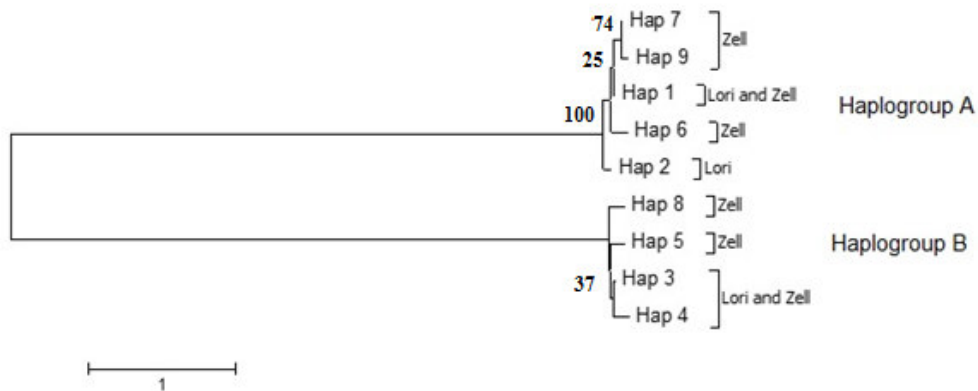 74 Hap 7
Zell
25 Hap 9
Hap 1 Lori and Zell
Haplogroup A
100
Hap 6 Zell
Hap 2 Lori
Hap 8 Zell
Hap 5 Zell
Haplogroup B
37 Hap 3
Lori and Zell
Hap 4
1